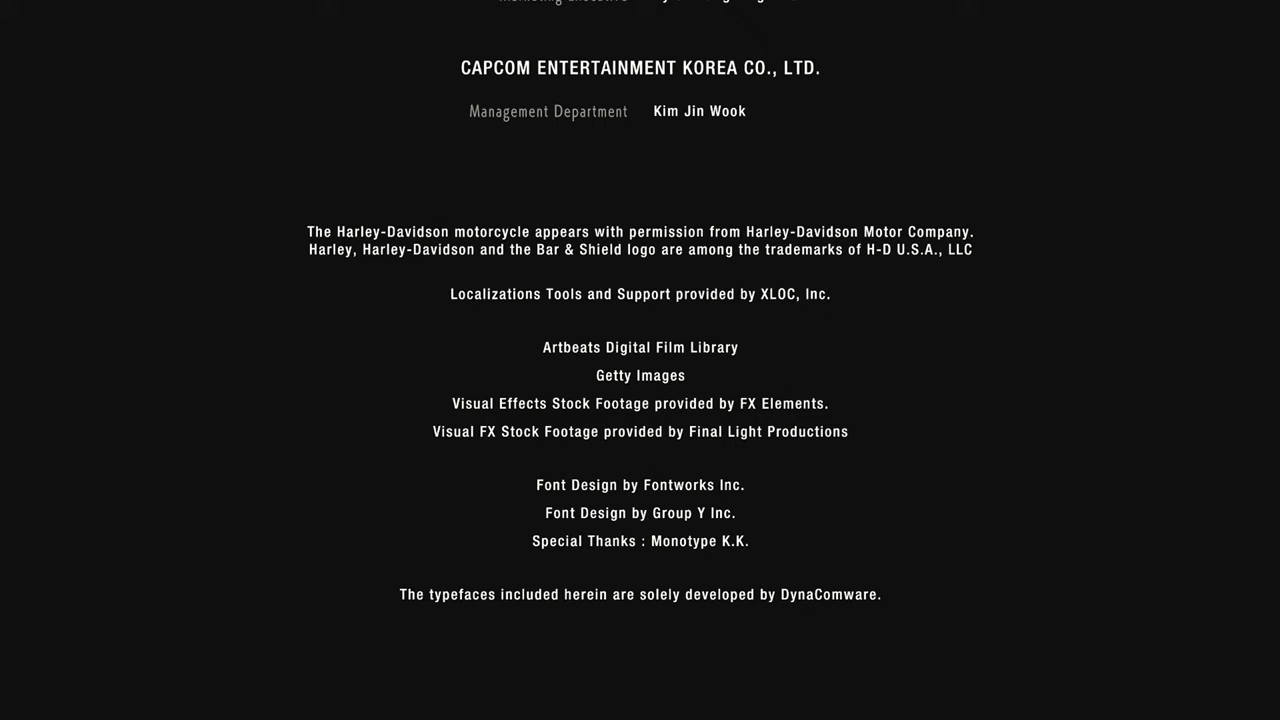 CAPCOM ENTERTAINMENT KOREA CO., LTD.
Management Department Kim Jin Wook
The Harley-Davidson motorcycle appears with permission from Harley-Davidson Motor Company.
Harley, Harley-Davidson and the Bar & Shield logo are among the trademarks of H-D U.S.A., LLC
Localizations Tools and Support provided by XLOC, Inc.
Artbeats Digital Film Library
Getty Images
Visual Effects Stock Footage provided by FX Elements.
Visual FX Stock Footage provided by Final Light Productions
Font Design by Fontworks Inc.
Font Design by Group Y Inc.
Special Thanks : Monotype K.K.
The typefaces included herein are solely developed by DynaComware.